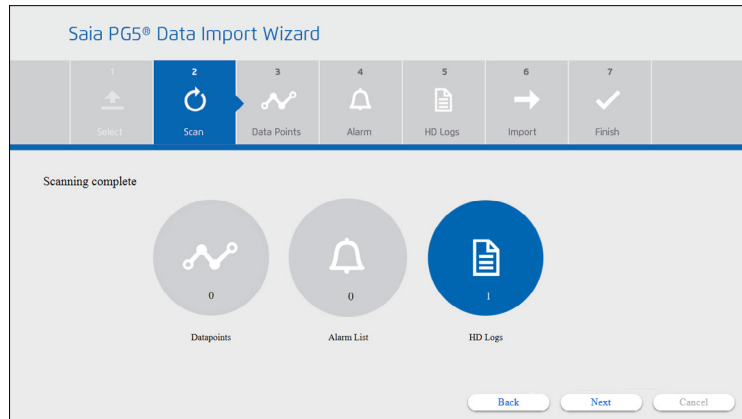 Saia PG5® Data Import Wizard
1 2 3 4 5 6 7
Select Scan Data Points Alarm HD Logs Import Finish
Scanning complete
0 0 1
Datapoints Alarm List HD Logs
Back Next Cancel